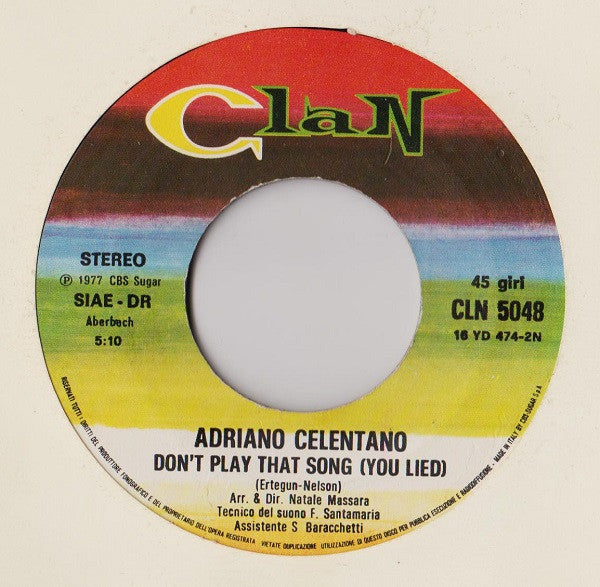 Clan
STEREO
℗ 1977 CBS Sugar
SIAE - DR
Aberbach
5:10
45 giri
CLN 5048
16 YD 474-2N
ADRIANO CELENTANO
DON'T PLAY THAT SONG (YOU LIED)
(Ertegun-Nelson)
Arr. & Dir. Natale Massara
Tecnico del suono F. Santamaria
Assistente S Baracchetti
RISERVATI TUTTI I DIRITTI DEL PRODUTTORE FONOGRAFICO E DEL PROPRIETARIO DELL'OPERA REGISTRATA VIETATE DUPLICAZIONE UTILIZZAZIONE DI QUESTO DISCO PER PUBBLICA ESECUZIONE E RADIODIFFUSIONE. - MADE IN ITALY BY CBS-SUGAR S.p.A